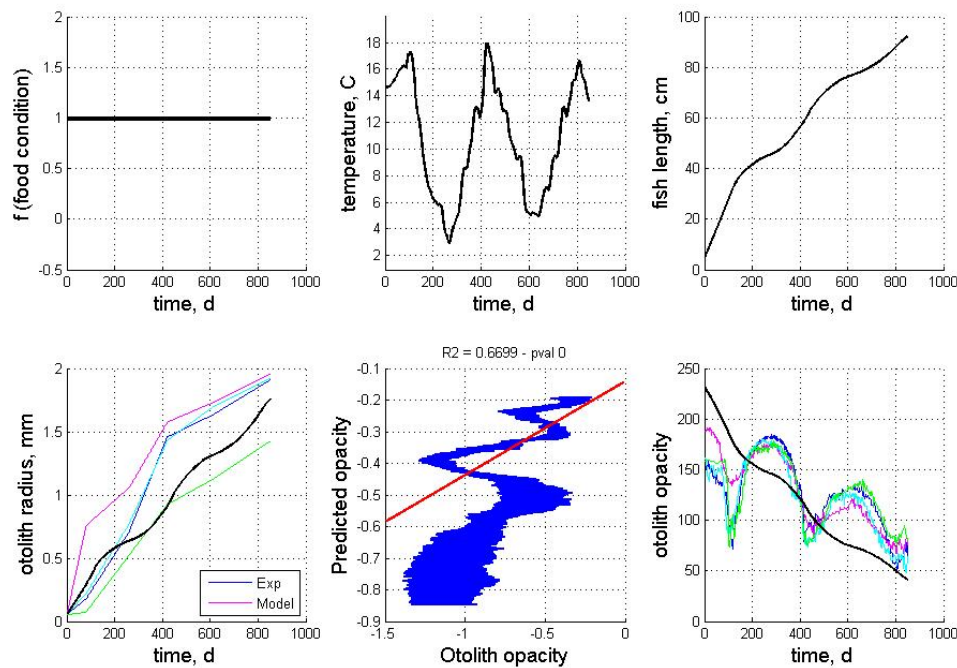 2
1.5
1
0.5
0
-0.5
f (food condition)
0 200 400 600 800 1000
time, d
18
16
14
12
10
8
6
4
2
temperature, C
0 200 400 600 800 1000
time, d
100
80
60
40
20
0
fish length, cm
0 200 400 600 800 1000
time, d
2
1.5
1
0.5
0
otolith radius, mm
Exp
Model
0 200 400 600 800 1000
time, d
R2 = 0.6699 - pval 0
-0.1
-0.2
-0.3
-0.4
-0.5
-0.6
-0.7
-0.8
-0.9
Predicted opacity
-1.5 -1 -0.5 0
Otolith opacity
250
200
150
100
50
0
otolith opacity
0 200 400 600 800 1000
time, d